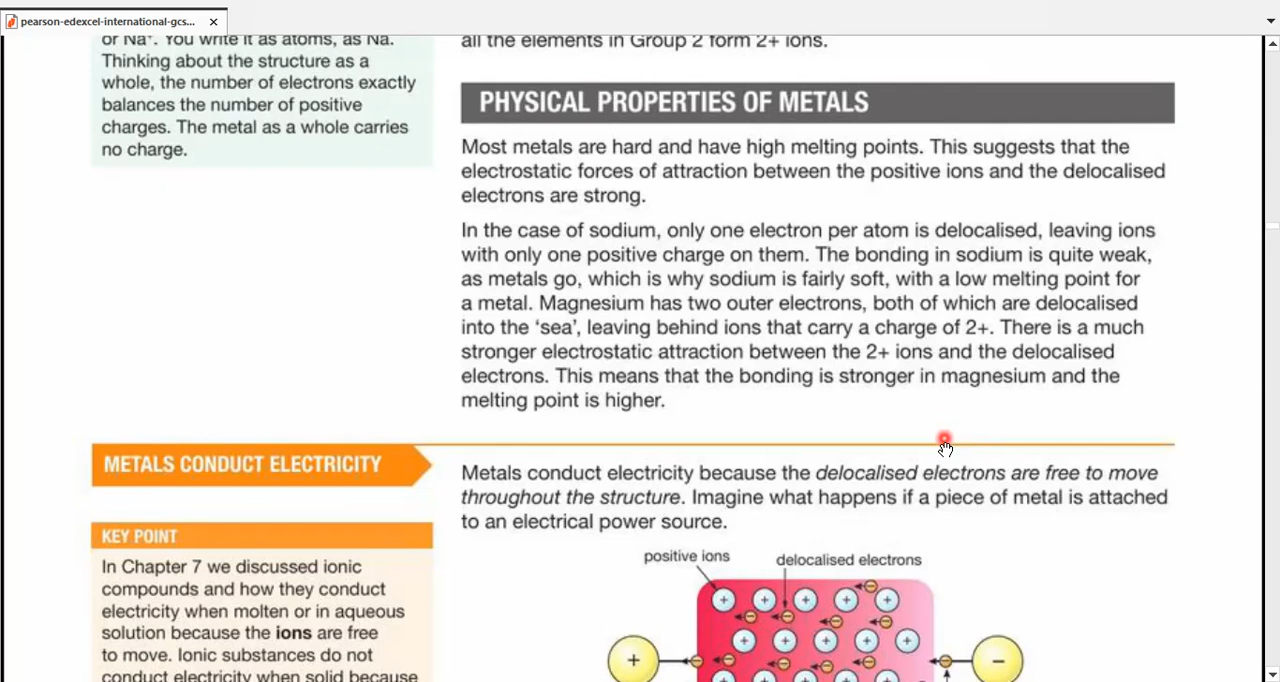 pearson-edexcel-international-gcs...
or Na⁺. You write it as atoms, as Na.
Thinking about the structure as a
whole, the number of electrons exactly
balances the number of positive
charges. The metal as a whole carries
no charge.
all the elements in Group 2 form 2+ ions.
PHYSICAL PROPERTIES OF METALS
Most metals are hard and have high melting points. This suggests that the
electrostatic forces of attraction between the positive ions and the delocalised
electrons are strong.
In the case of sodium, only one electron per atom is delocalised, leaving ions
with only one positive charge on them. The bonding in sodium is quite weak,
as metals go, which is why sodium is fairly soft, with a low melting point for
a metal. Magnesium has two outer electrons, both of which are delocalised
into the ‘sea’, leaving behind ions that carry a charge of 2+. There is a much
stronger electrostatic attraction between the 2+ ions and the delocalised
electrons. This means that the bonding is stronger in magnesium and the
melting point is higher.
METALS CONDUCT ELECTRICITY
Metals conduct electricity because the delocalised electrons are free to move
throughout the structure. Imagine what happens if a piece of metal is attached
to an electrical power source.
KEY POINT
In Chapter 7 we discussed ionic
compounds and how they conduct
electricity when molten or in aqueous
solution because the ions are free
to move. Ionic substances do not
conduct electricity when solid because
positive ions
delocalised electrons
+ + + + +
+ + + + +
+ −